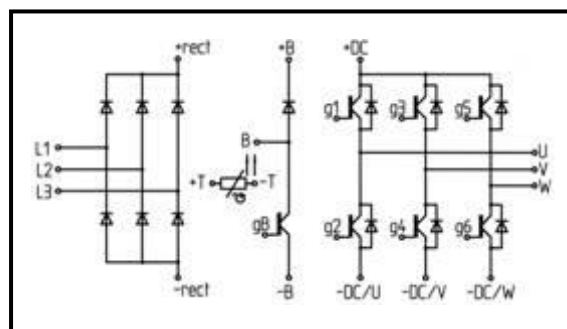 +rect +B +DC
g1 g3 g5
L1 B U
L2 V
L3 +T -T W
gB g2 g4 g6
-rect -B -DC/U -DC/V -DC/W